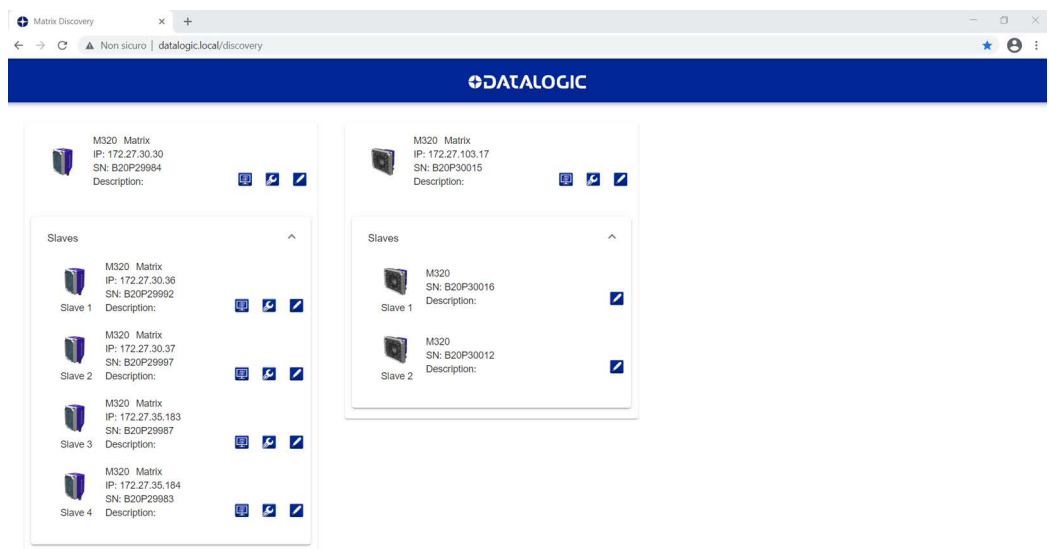 Matrix Discovery
Non sicuro | datalogic.local/discovery
DATALOGIC
M320 Matrix
IP: 172.27.30.30
SN: B20P29984
Description:
Slaves
M320 Matrix
IP: 172.27.30.36
SN: B20P29992
Slave 1 Description:
M320 Matrix
IP: 172.27.30.37
SN: B20P29997
Slave 2 Description:
M320 Matrix
IP: 172.27.35.183
SN: B20P29987
Slave 3 Description:
M320 Matrix
IP: 172.27.35.184
SN: B20P29983
Slave 4 Description:
M320 Matrix
IP: 172.27.103.17
SN: B20P30015
Description:
Slaves
M320
SN: B20P30016
Description:
Slave 1
M320
SN: B20P30012
Description:
Slave 2